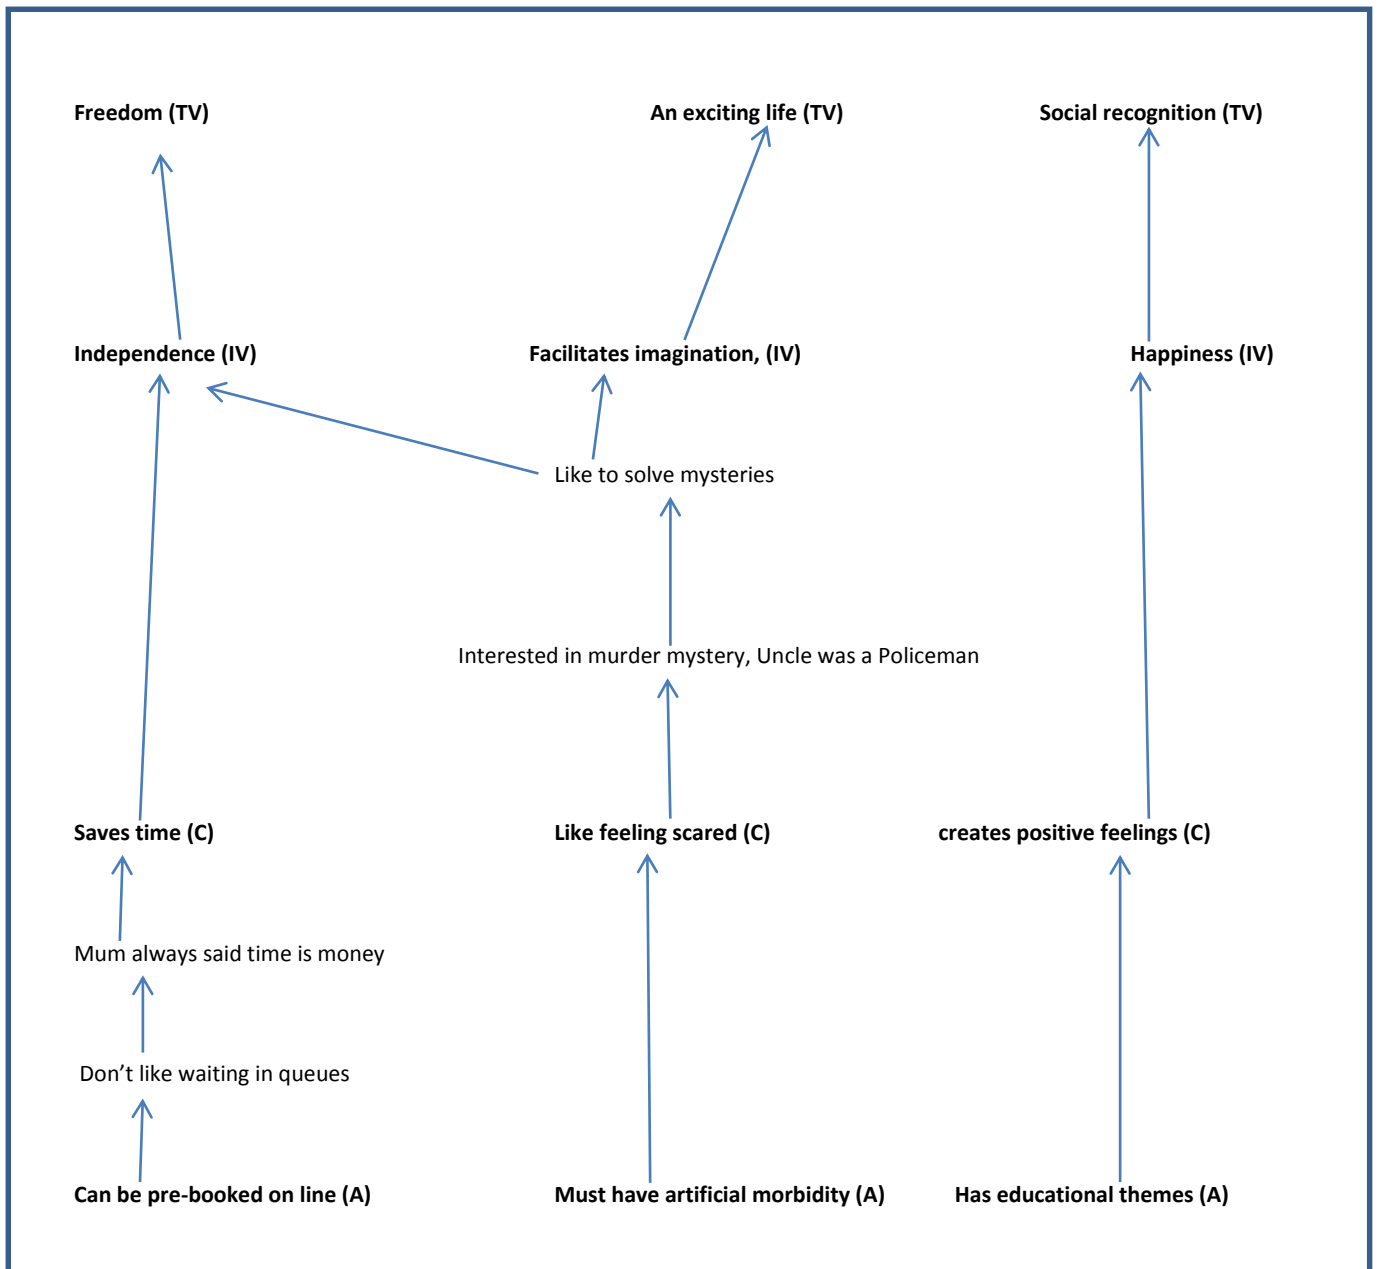 Freedom (TV)
An exciting life (TV)
Social recognition (TV)
Independence (IV)
Facilitates imagination, (IV)
Happiness (IV)
Like to solve mysteries
Interested in murder mystery, Uncle was a Policeman
Saves time (C)
Like feeling scared (C)
creates positive feelings (C)
Mum always said time is money
Don’t like waiting in queues
Can be pre-booked on line (A)
Must have artificial morbidity (A)
Has educational themes (A)